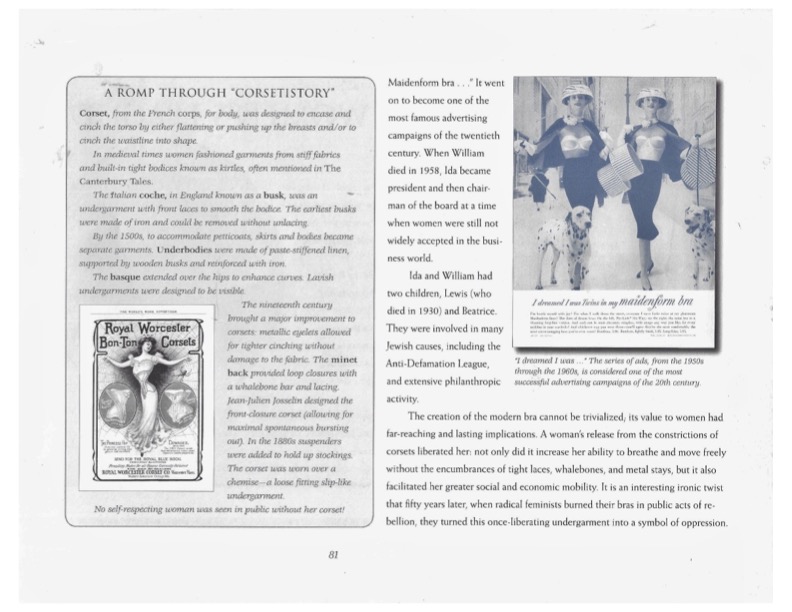 A ROMP THROUGH "CORSETISTORY"
Corset, from the French corps, for body, was designed to encase and
cinch the torso by either flattening or pushing up the breasts and/or to
cinch the waistline into shape.
In medieval times women fashioned garments from stiff fabrics
and built-in tight bodices known as kirtles, often mentioned in The
Canterbury Tales.
The Italian coche, in England known as a busk, was an
undergarment with front laces to smooth the bodice. The earliest busks
were made of iron and could be removed without unlacing.
By the 1500s, to accommodate petticoats, skirts and bodies became
separate garments. Underbodies were made of paste-stiffened linen,
supported by wooden busks and reinforced with iron.
The basque extended over the hips to enhance curves. Lavish
undergarments were designed to be visible.
The nineteenth century
brought a major improvement to
corsets: metallic eyelets allowed
for tighter cinching without
damage to the fabric. The minet
back provided loop closures with
a whalebone bar and lacing.
Jean-Julien Josselin designed the
front-closure corset (allowing for
maximal spontaneous bursting
out). In the 1880s suspenders
were added to hold up stockings.
The corset was worn over a
chemise—a loose fitting slip-like
undergarment.
No self-respecting woman was seen in public without her corset!
Royal Worcester
Bon-Ton Corsets
ROYAL WORCESTER CORSET CO
Maidenform bra . . ." It went
on to become one of the
most famous advertising
campaigns of the twentieth
century. When William
died in 1958, Ida became
president and then chair-
man of the board at a time
when women were still not
widely accepted in the busi-
ness world.
Ida and William had
two children, Lewis (who
died in 1930) and Beatrice.
They were involved in many
Jewish causes, including the
Anti-Defamation League,
and extensive philanthropic
activity.
I dreamed I was Twins in my maidenform bra
"I dreamed I was ..." The series of ads, from the 1950s
through the 1960s, is considered one of the most
successful advertising campaigns of the 20th century.
The creation of the modern bra cannot be trivialized, its value to women had
far-reaching and lasting implications. A woman's release from the constrictions of
corsets liberated her: not only did it increase her ability to breathe and move freely
without the encumbrances of tight laces, whalebones, and metal stays, but it also
facilitated her greater social and economic mobility. It is an interesting ironic twist
that fifty years later, when radical feminists burned their bras in public acts of re-
bellion, they turned this once-liberating undergarment into a symbol of oppression.
81